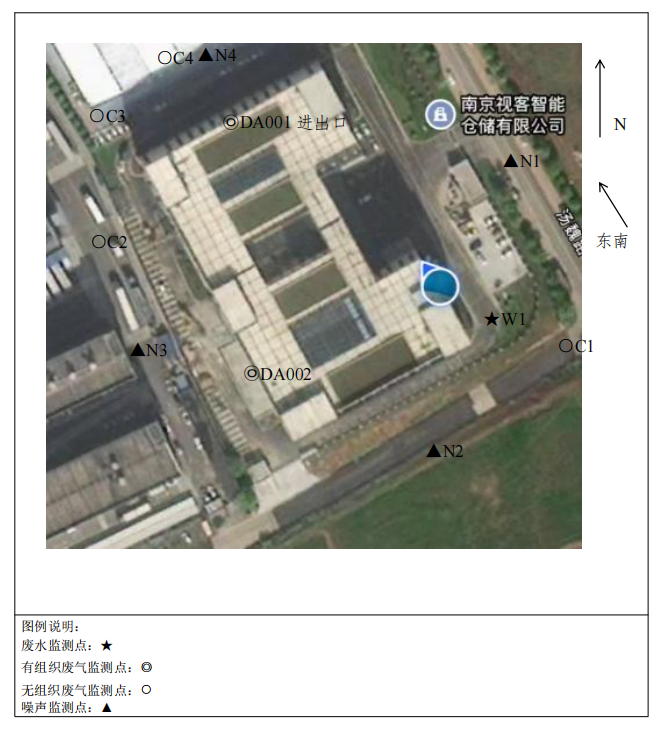 ○C4 ▲N4
○C3
◎DA001 进出口
南京视客智能
仓储有限公司
N
▲N1
东南
○C2
★W1
○C1
▲N3
◎DA002
▲N2
图例说明：
废水监测点：★
有组织废气监测点：◎
无组织废气监测点：○
噪声监测点：▲